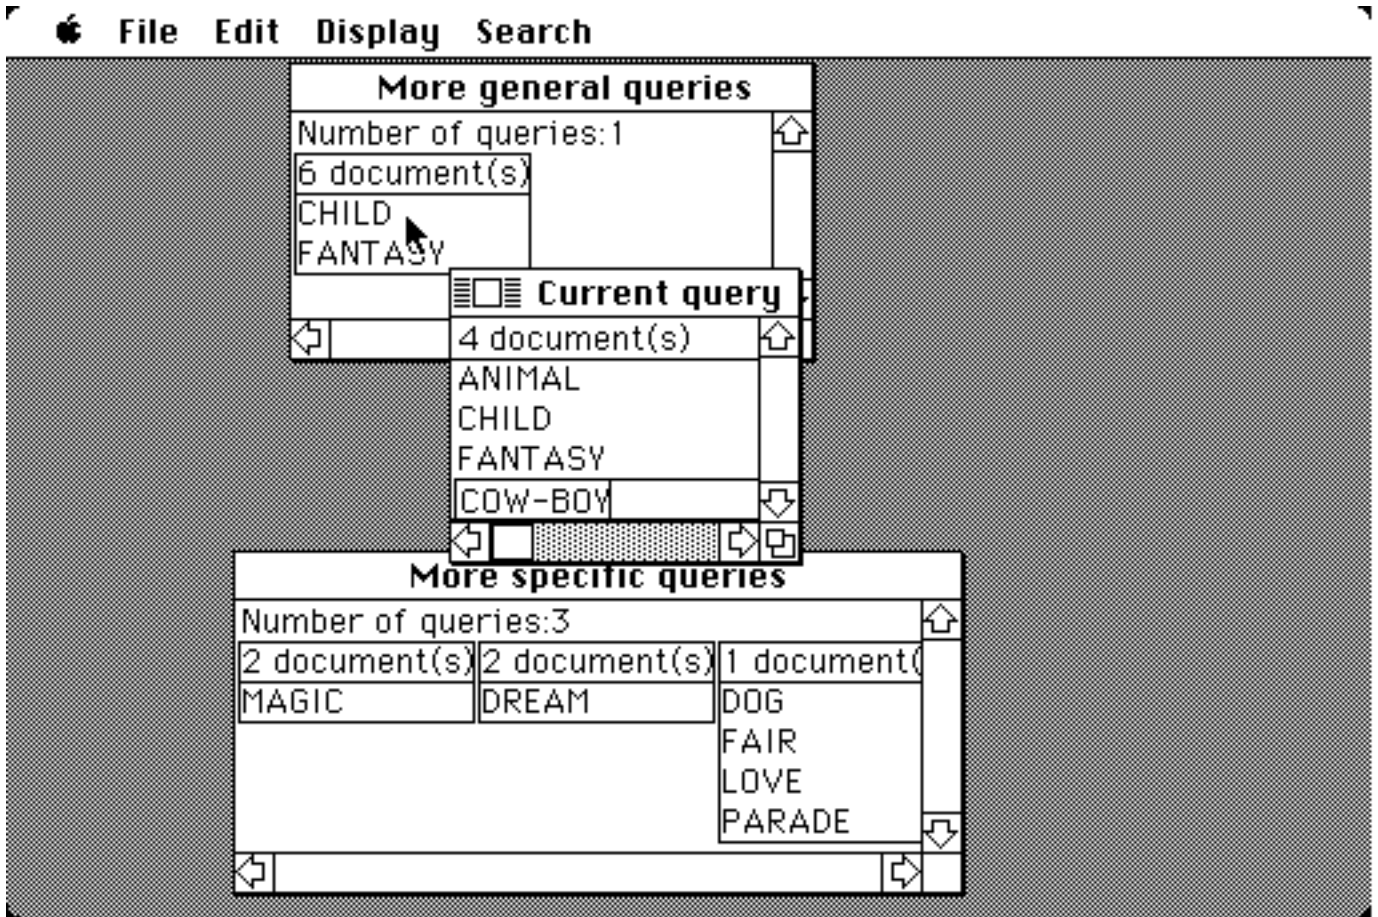 File Edit Display Search
More general queries
Number of queries:1
6 document(s)
CHILD
FANTASY
Current query
4 document(s)
ANIMAL
CHILD
FANTASY
COW-BOY
More specific queries
Number of queries:3
2 document(s) 2 document(s) 1 document(
MAGIC DREAM DOG
FAIR
LOVE
PARADE